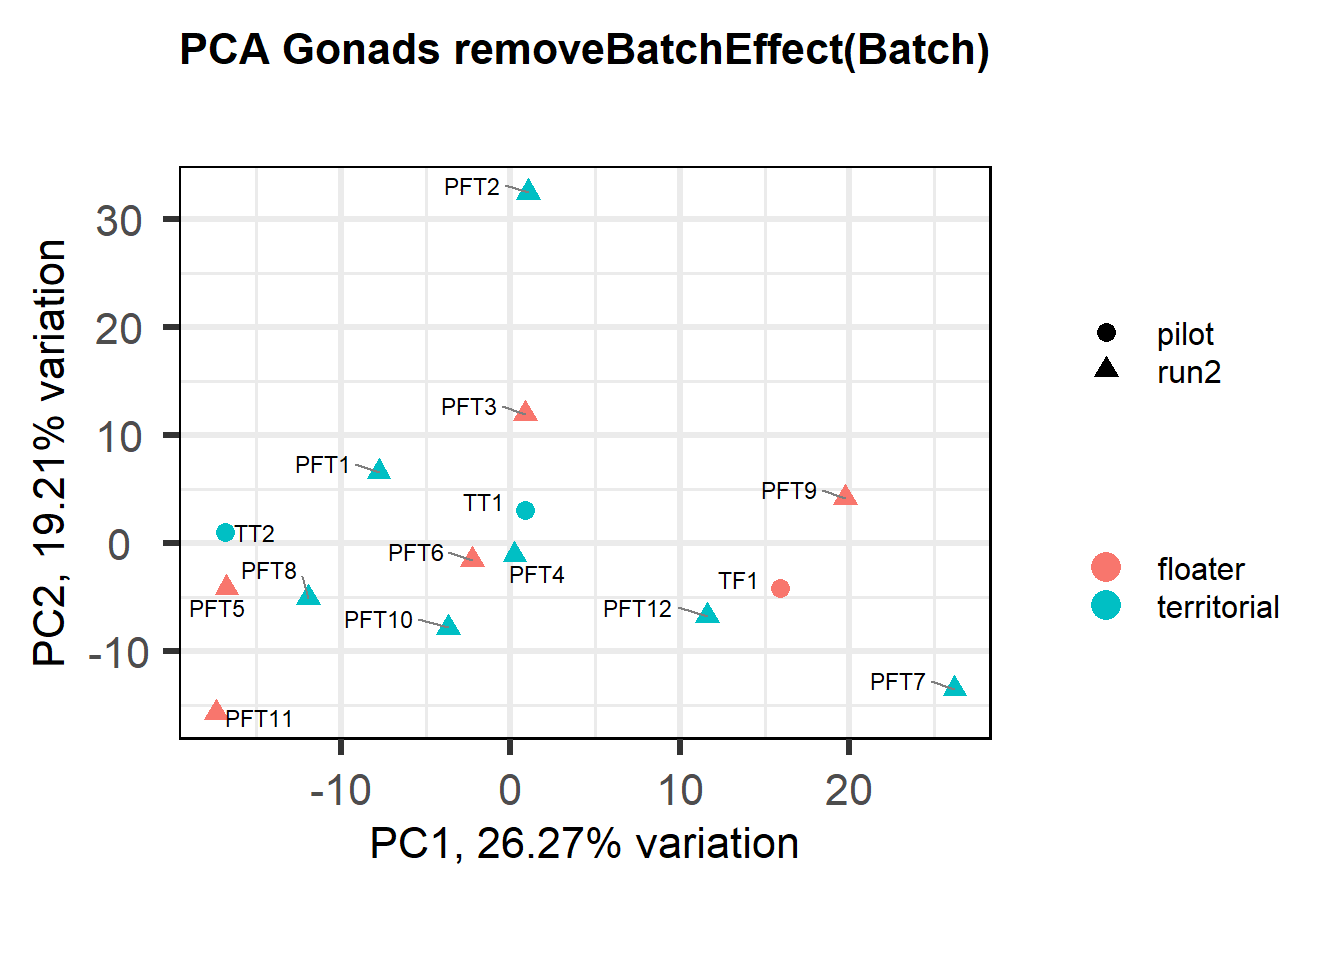 PCA Gonads removeBatchEffect(Batch)
PFT2
PFT3
PFT1
PFT9
TT1
TT2
PFT6
PFT8
PFT4
TF1
PFT5
PFT12
PFT10
PFT7
PFT11
30
20
10
0
-10
PC2, 19.21% variation
-10 0 10 20
PC1, 26.27% variation
pilot
run2
floater
territorial